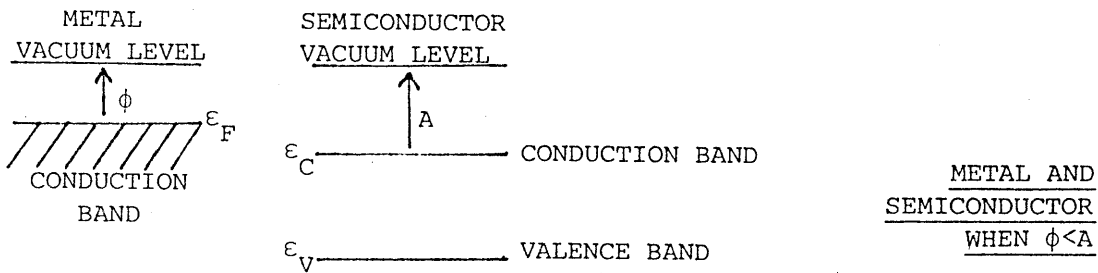 METAL
VACUUM LEVEL
ϕ
ε_F
CONDUCTION
BAND
SEMICONDUCTOR
VACUUM LEVEL
A
ε_C
CONDUCTION BAND
ε_V
VALENCE BAND
METAL AND
SEMICONDUCTOR
WHEN ϕ<A